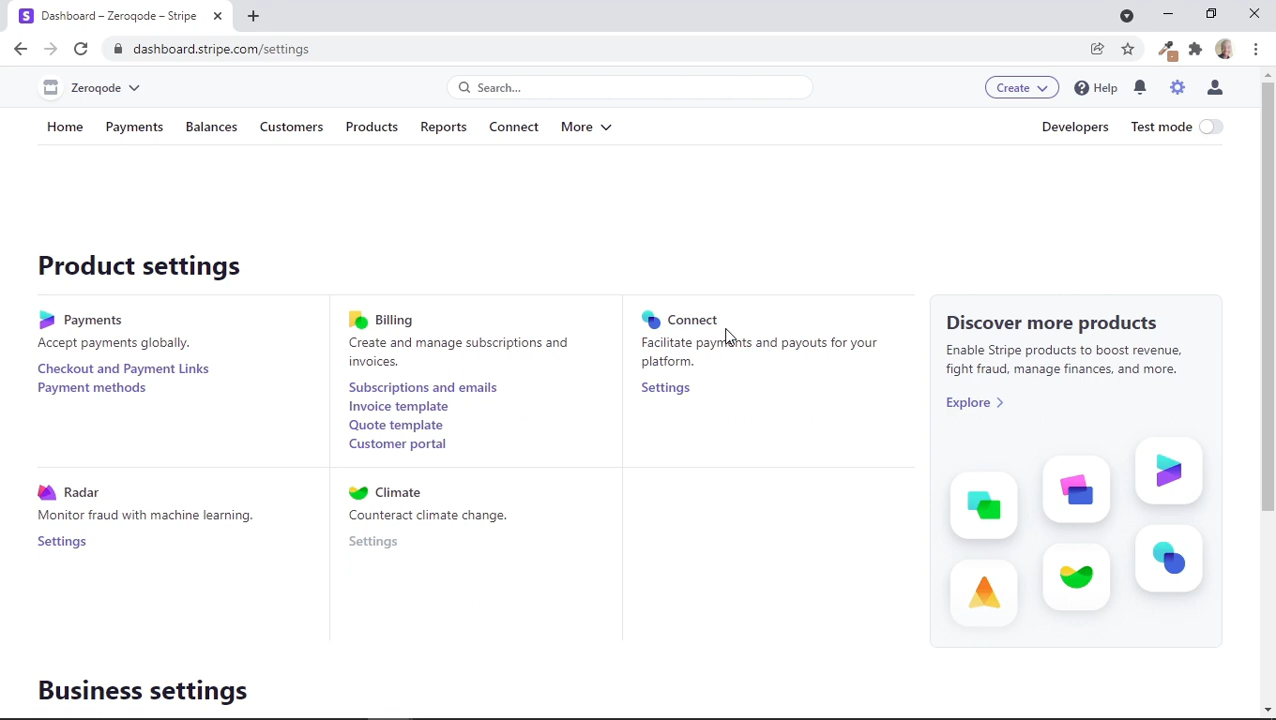 Dashboard – Zeroqode – Stripe
dashboard.stripe.com/settings
Zeroqode
Search...
Create
Help
Home
Payments
Balances
Customers
Products
Reports
Connect
More
Developers
Test mode
Product settings
Payments
Accept payments globally.
Checkout and Payment Links
Payment methods
Billing
Create and manage subscriptions and
invoices.
Subscriptions and emails
Invoice template
Quote template
Customer portal
Connect
Facilitate payments and payouts for your
platform.
Settings
Discover more products
Enable Stripe products to boost revenue,
fight fraud, manage finances, and more.
Explore
Radar
Monitor fraud with machine learning.
Settings
Climate
Counteract climate change.
Settings
Business settings